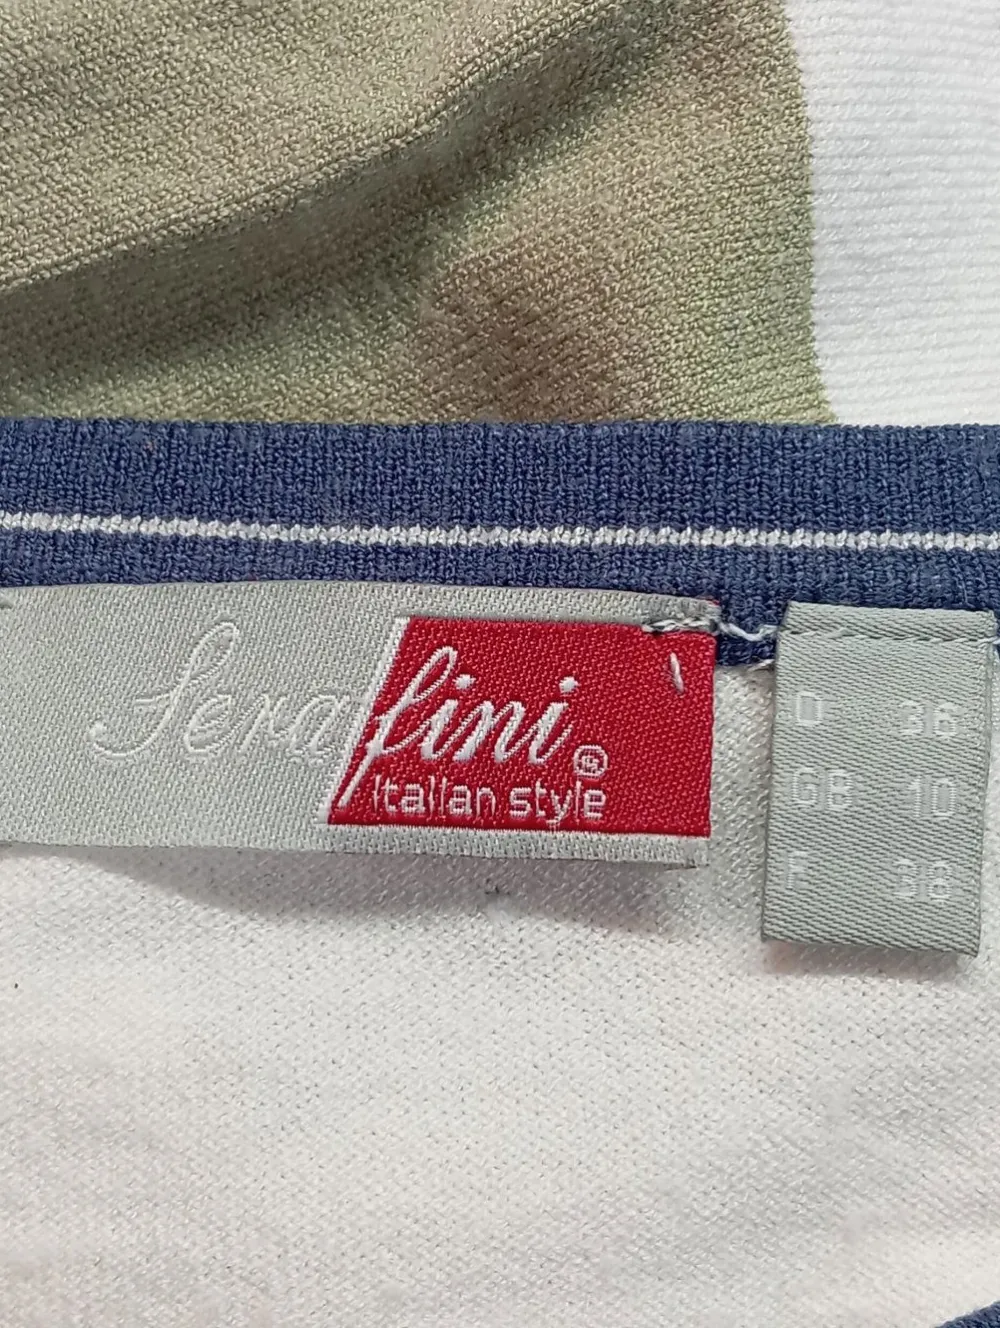 Serafini ®
Italian style
D 36
GB 10
F 38